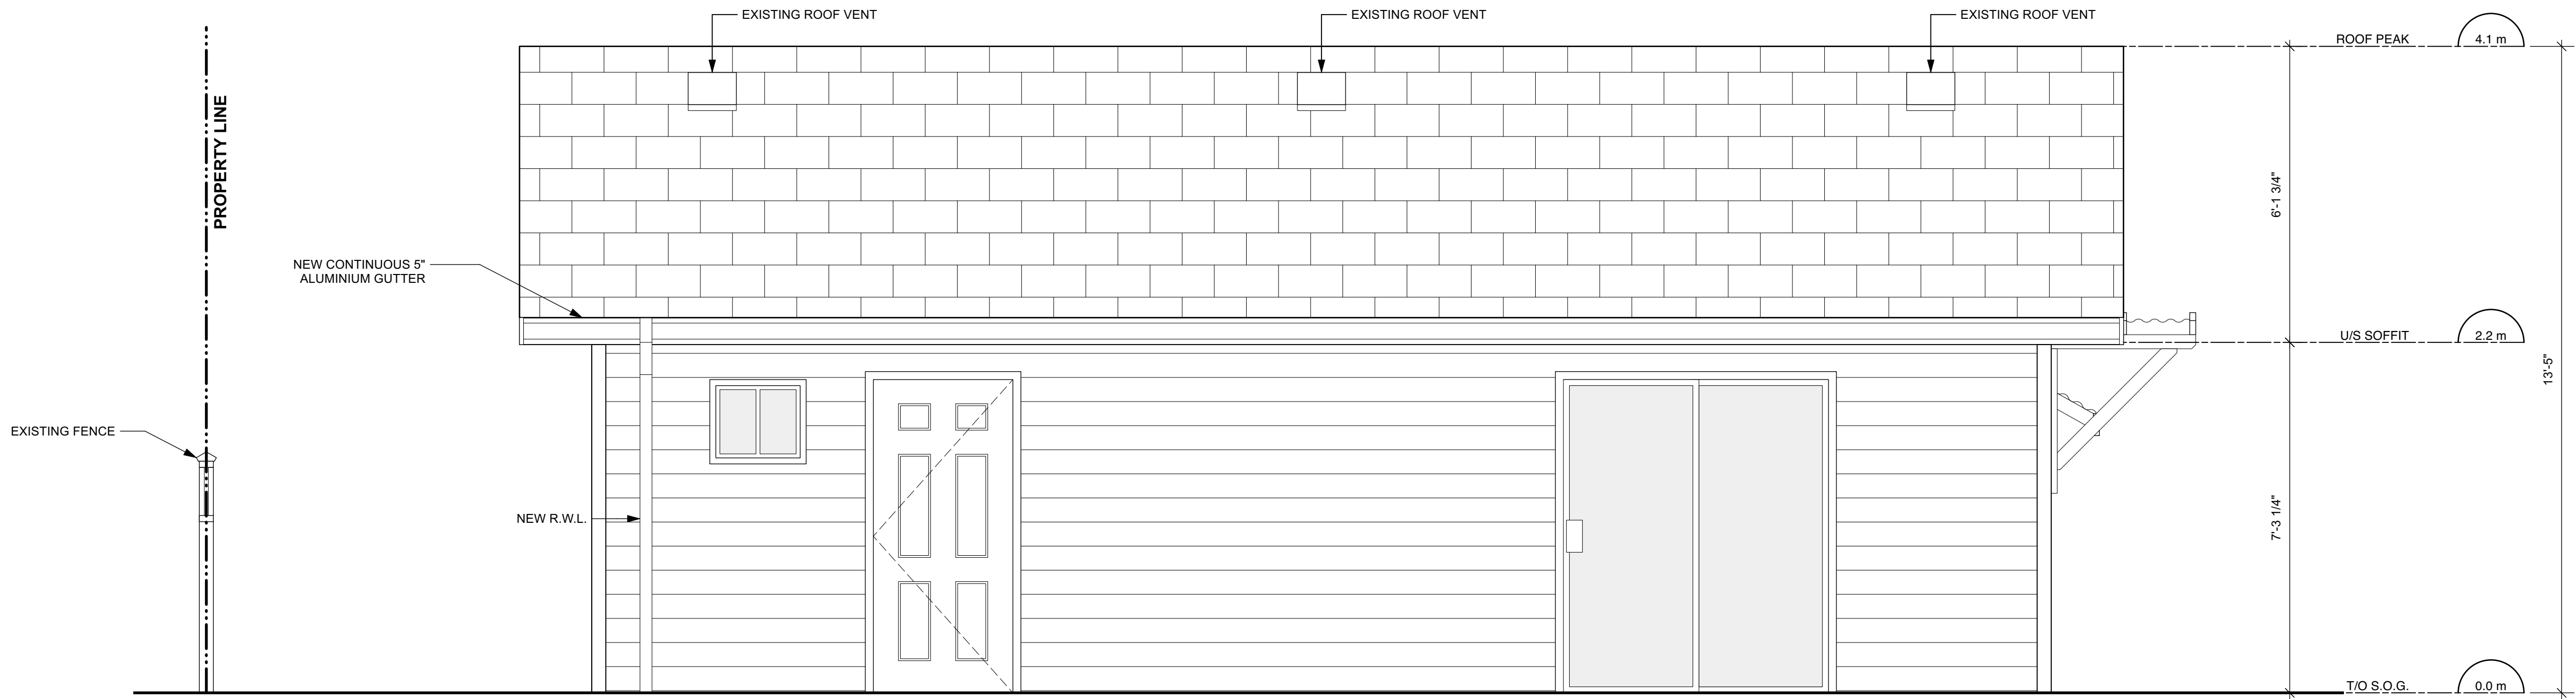 EXISTING ROOF VENT
EXISTING ROOF VENT
EXISTING ROOF VENT
ROOF PEAK
4.1 m
PROPERTY LINE
6'-1 3/4"
NEW CONTINUOUS 5"
ALUMINIUM GUTTER
U/S SOFFIT
2.2 m
13'-5"
EXISTING FENCE
NEW R.W.L.
7'-3 1/4"
T/O S.O.G.
0.0 m